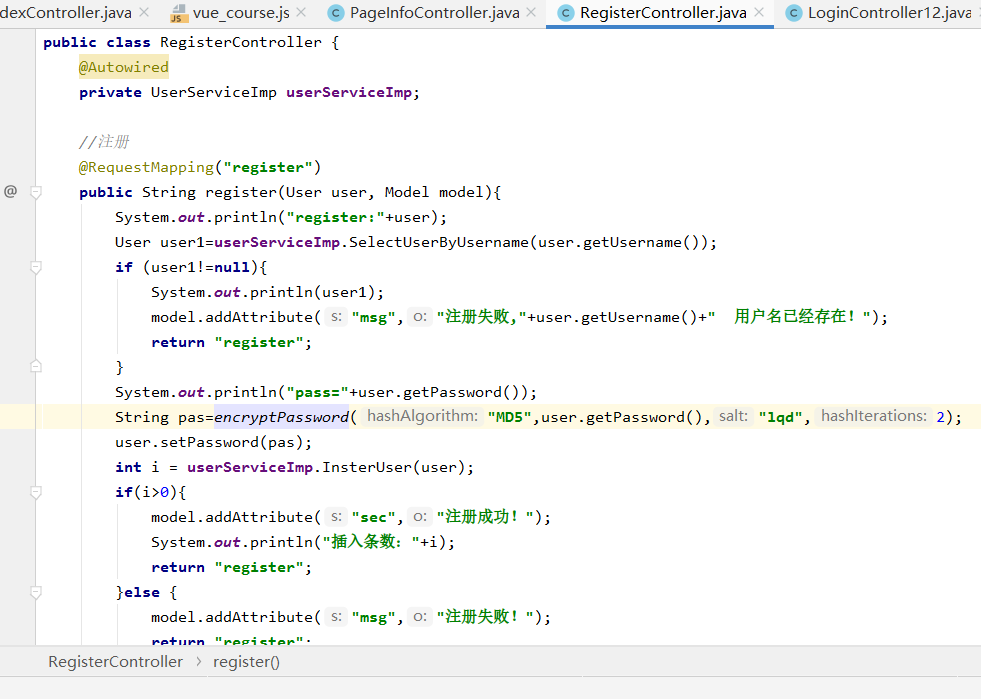 dexController.java vue_course.js PageInfoController.java RegisterController.java LoginController12.java
public class RegisterController {
@Autowired
private UserServiceImp userServiceImp;
//注册
@RequestMapping("register")
@ public String register(User user, Model model){
System.out.println("register:"+user);
User user1=userServiceImp.SelectUserByUsername(user.getUsername());
if (user1!=null){
System.out.println(user1);
model.addAttribute( s: "msg", o: "注册失败,"+user.getUsername()+" 用户名已经存在！");
return "register";
}
System.out.println("pass="+user.getPassword());
String pas=encryptPassword( hashAlgorithm: "MD5",user.getPassword(), salt: "lqd", hashIterations: 2);
user.setPassword(pas);
int i = userServiceImp.InsterUser(user);
if(i>0){
model.addAttribute( s: "sec", o: "注册成功！");
System.out.println("插入条数："+i);
return "register";
}else {
model.addAttribute( s: "msg", o: "注册失败！");
return "register";
RegisterController › register()